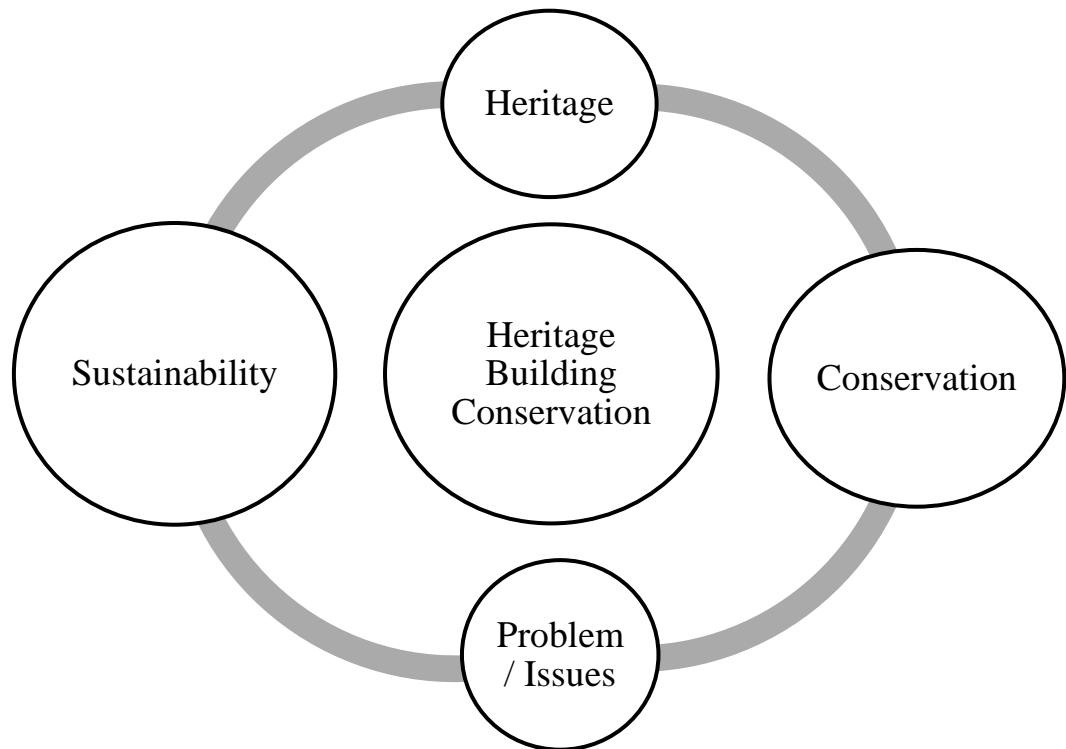 Heritage
Sustainability
Heritage
Building
Conservation
Conservation
Problem
/ Issues